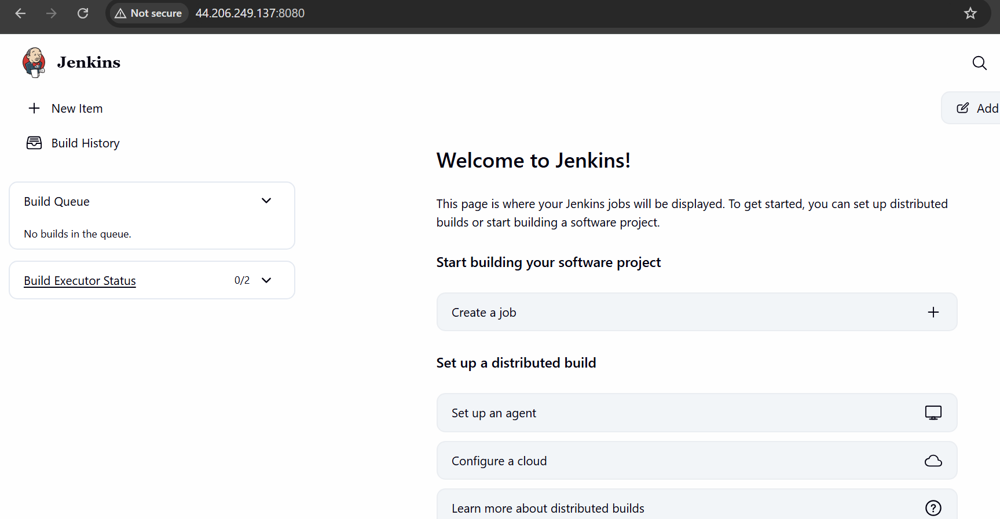 Not secure 44.206.249.137:8080
Jenkins
New Item
Add
Build History
Welcome to Jenkins!
Build Queue
This page is where your Jenkins jobs will be displayed. To get started, you can set up distributed
builds or start building a software project.
No builds in the queue.
Start building your software project
Build Executor Status 0/2
Create a job
Set up a distributed build
Set up an agent
Configure a cloud
Learn more about distributed builds